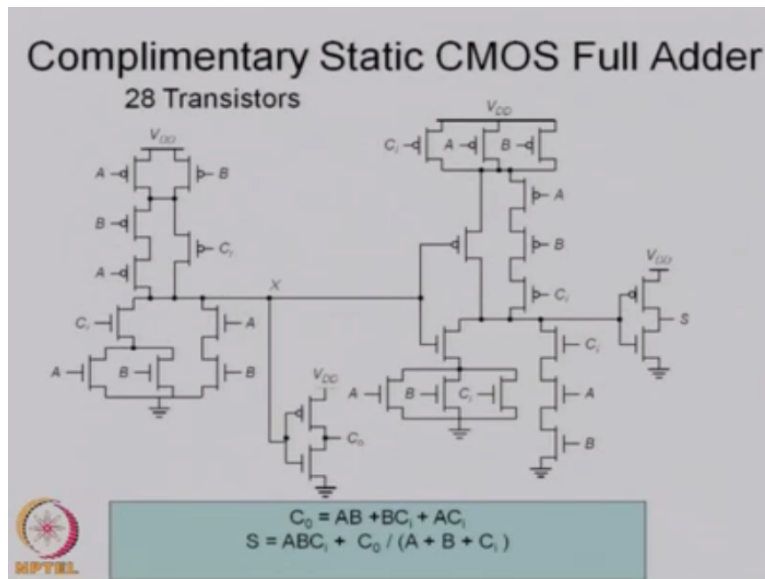 Complimentary Static CMOS Full Adder
28 Transistors
VDD
VDD
Ci
A
B
A
B
A
B
B
Ci
VDD
A
Ci
X
S
Ci
A
Ci
A
B
B
VDD
A
B
Ci
A
Co
B
C0 = AB +BCi + ACi
S = ABCi + C0 / (A + B + Ci )
NPTEL